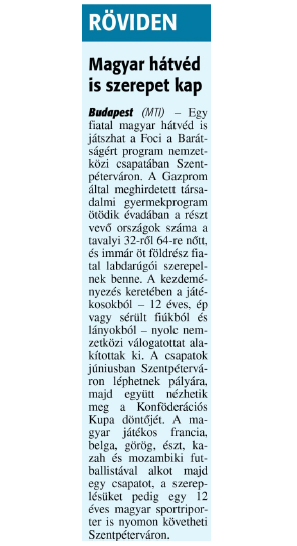 RÖVIDEN
Magyar hátvéd
is szerepet kap
Budapest (MTI) – Egy
fiatal magyar hátvéd is
játszhat a Foci a Barát-
ságért program nemzet-
közi csapatában Szent-
péterváron. A Gazprom
által meghirdetett társa-
dalmi gyermekprogram
ötödik évadában a részt
vevő országok száma a
tavalyi 32-ről 64-re nőtt,
és immár öt földrész fia-
tal labdarúgói szerepel-
nek benne. A kezdemé-
nyezés keretében a játé-
kosokból – 12 éves, ép
vagy sérült fiúkból és
lányokból – nyolc nem-
zetközi válogatottat ala-
kítottak ki. A csapatok
júniusban Szentpétervá-
ron léphetnek pályára,
majd együtt nézhetik
meg a Konföderációs
Kupa döntőjét. A ma-
gyar játékos francia,
belga, görög, észt, ka-
zah és mozambiki fut-
ballistával alkot majd
egy csapatot, a szerep-
lésüket pedig egy 12
éves magyar sportripor-
ter is nyomon követheti
Szentpéterváron.